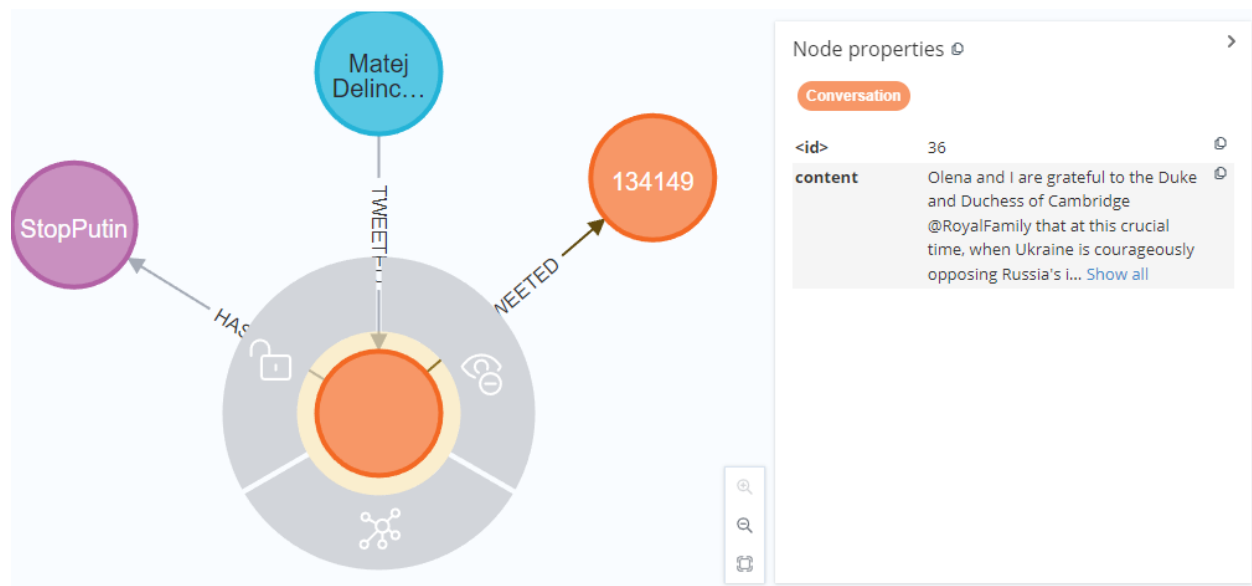 Matej
Delinc…
StopPutin
134149
HAS
TWEET
WEETED
Node properties
Conversation
<id> 36
content Olena and I are grateful to the Duke
and Duchess of Cambridge
@RoyalFamily that at this crucial
time, when Ukraine is courageously
opposing Russia's i... Show all